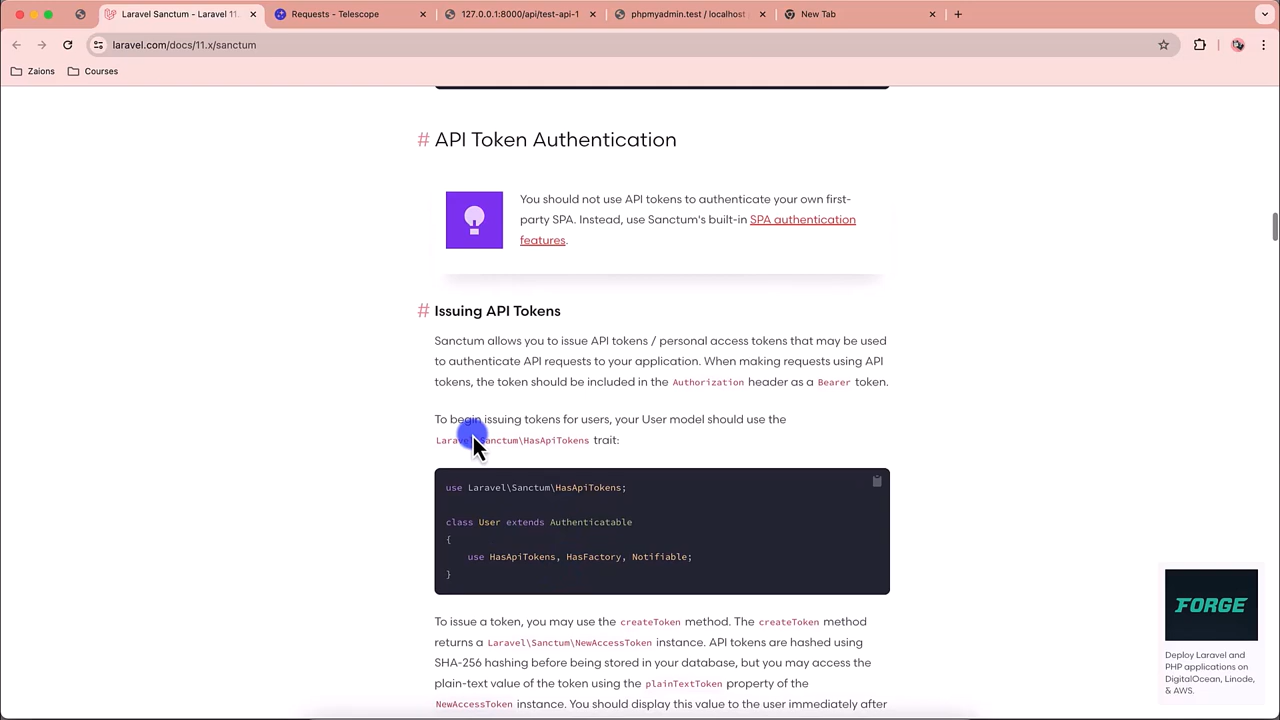 Laravel Sanctum - Laravel 11.
Requests - Telescope
127.0.0.1:8000/api/test-api-1
phpmyadmin.test / localhost
New Tab
laravel.com/docs/11.x/sanctum
Zaions
Courses
# API Token Authentication
You should not use API tokens to authenticate your own first-
party SPA. Instead, use Sanctum's built-in SPA authentication
features.
# Issuing API Tokens
Sanctum allows you to issue API tokens / personal access tokens that may be used
to authenticate API requests to your application. When making requests using API
tokens, the token should be included in the Authorization header as a Bearer token.
To begin issuing tokens for users, your User model should use the
Laravel\Sanctum\HasApiTokens trait:
use Laravel\Sanctum\HasApiTokens;
class User extends Authenticatable
{
use HasApiTokens, HasFactory, Notifiable;
}
To issue a token, you may use the createToken method. The createToken method
returns a Laravel\Sanctum\NewAccessToken instance. API tokens are hashed using
SHA-256 hashing before being stored in your database, but you may access the
plain-text value of the token using the plainTextToken property of the
NewAccessToken instance. You should display this value to the user immediately after
FORGE
Deploy Laravel and
PHP applications on
DigitalOcean, Linode,
& AWS.